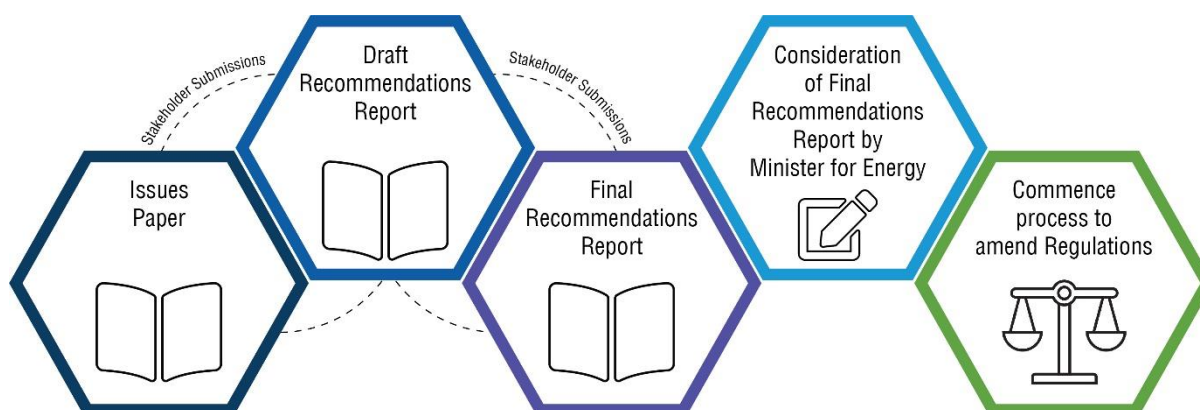 Issues
Paper
Stakeholder Submissions
Draft
Recommendations
Report
Stakeholder Submissions
Final
Recommendations
Report
Consideration
of Final
Recommendations
Report by
Minister for Energy
Commence
process to
amend Regulations